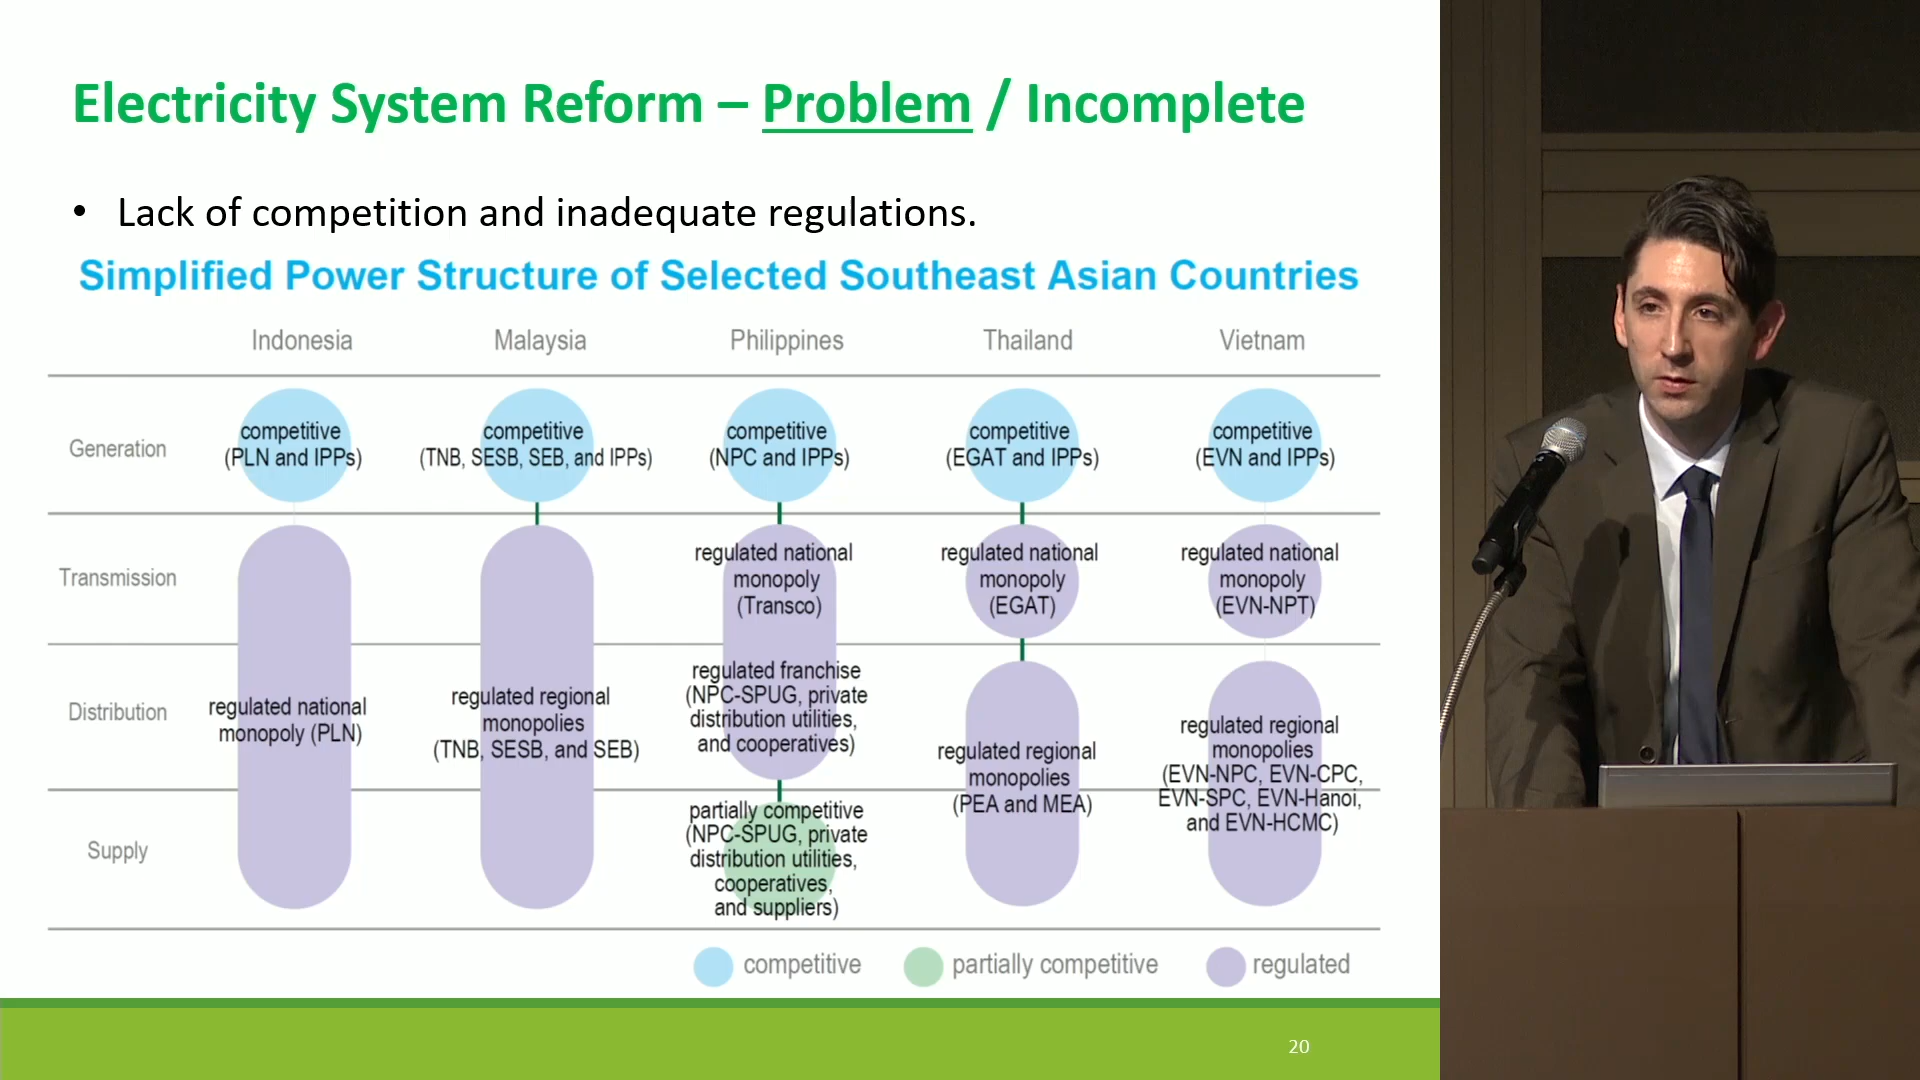 Electricity System Reform – Problem / Incomplete
• Lack of competition and inadequate regulations.
Simplified Power Structure of Selected Southeast Asian Countries
Indonesia
Malaysia
Philippines
Thailand
Vietnam
Generation
competitive
(PLN and IPPs)
competitive
(TNB, SESB, SEB, and IPPs)
competitive
(NPC and IPPs)
competitive
(EGAT and IPPs)
competitive
(EVN and IPPs)
Transmission
regulated national
monopoly
(Transco)
regulated national
monopoly
(EGAT)
regulated national
monopoly
(EVN-NPT)
Distribution
regulated national
monopoly (PLN)
regulated regional
monopolies
(TNB, SESB, and SEB)
regulated franchise
(NPC-SPUG, private
distribution utilities,
and cooperatives)
regulated regional
monopolies
(PEA and MEA)
regulated regional
monopolies
(EVN-NPC, EVN-CPC,
EVN-SPC, EVN-Hanoi,
and EVN-HCMC)
Supply
partially competitive
(NPC-SPUG, private
distribution utilities,
cooperatives,
and suppliers)
competitive
partially competitive
regulated
20